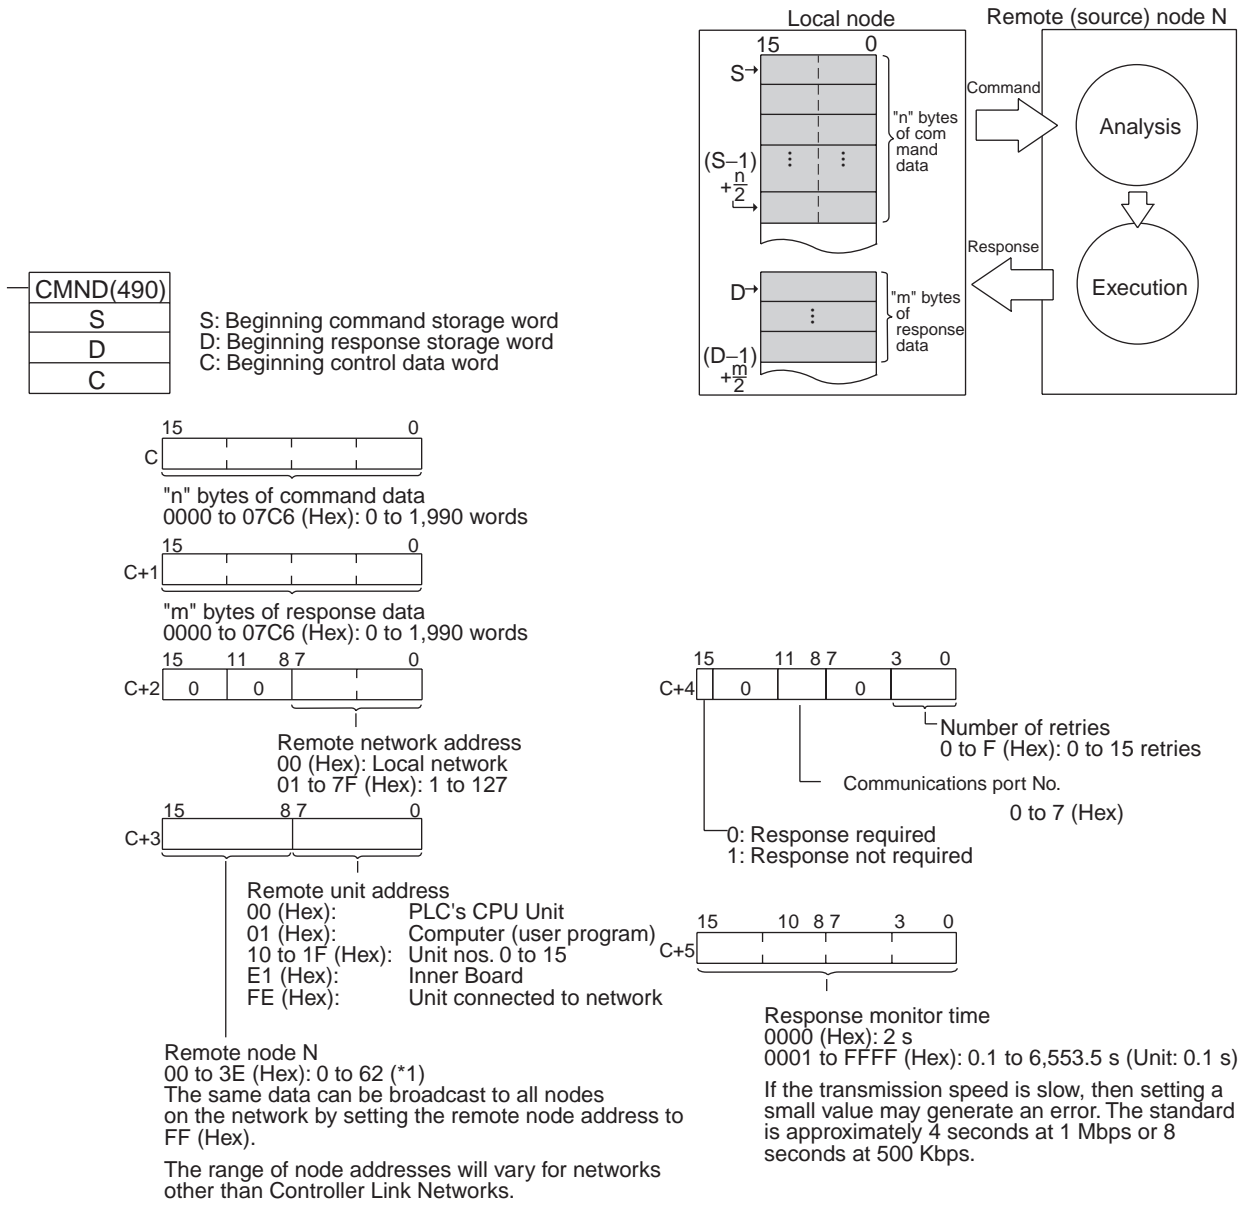 Local node
Remote (source) node N
15 0
S
(S–1)
+n/2
"n" bytes
of com
mand
data
Command
Analysis
Response
Execution
D
(D–1)
+m/2
"m" bytes
of
response
data
CMND(490)
S
D
C
S: Beginning command storage word
D: Beginning response storage word
C: Beginning control data word
15 0
C
"n" bytes of command data
0000 to 07C6 (Hex): 0 to 1,990 words
15 0
C+1
"m" bytes of response data
0000 to 07C6 (Hex): 0 to 1,990 words
15 11 8 7 0
C+2 0 0
Remote network address
00 (Hex): Local network
01 to 7F (Hex): 1 to 127
15 8 7 0
C+3
Remote unit address
00 (Hex): PLC's CPU Unit
01 (Hex): Computer (user program)
10 to 1F (Hex): Unit nos. 0 to 15
E1 (Hex): Inner Board
FE (Hex): Unit connected to network
Remote node N
00 to 3E (Hex): 0 to 62 (*1)
The same data can be broadcast to all nodes
on the network by setting the remote node address to
FF (Hex).
The range of node addresses will vary for networks
other than Controller Link Networks.
15 11 8 7 3 0
C+4 0 0
Number of retries
0 to F (Hex): 0 to 15 retries
Communications port No.
0 to 7 (Hex)
0: Response required
1: Response not required
15 10 8 7 3 0
C+5
Response monitor time
0000 (Hex): 2 s
0001 to FFFF (Hex): 0.1 to 6,553.5 s (Unit: 0.1 s)
If the transmission speed is slow, then setting a
small value may generate an error. The standard
is approximately 4 seconds at 1 Mbps or 8
seconds at 500 Kbps.